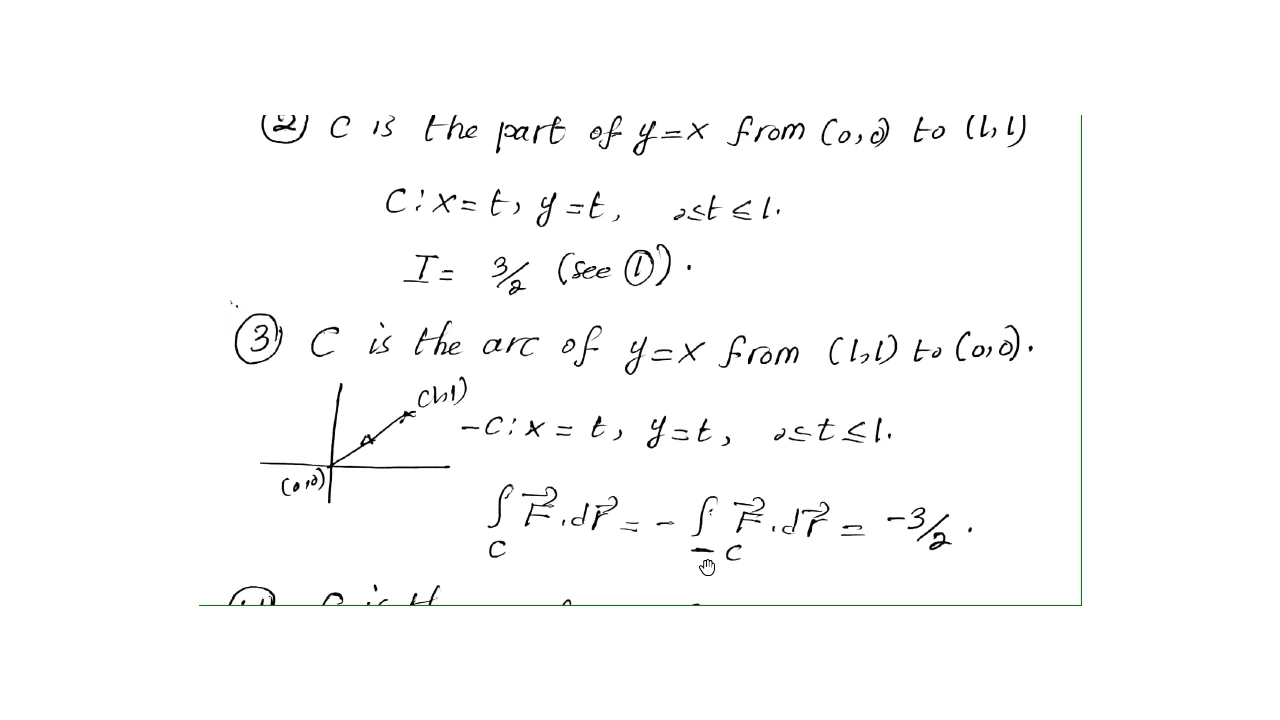 ② C is the part of y=x from (0,0) to (1,1)
C: x=t, y=t, 0≤t≤1.
I= 3/2 (see ①).
③ C is the arc of y=x from (1,1) to (0,0).
(1,1)
-C: x = t, y=t, 0≤t≤1.
(0,0)
∫_C F⃗.dr⃗ = - ∫_{-C} F⃗.dr⃗ = -3/2.